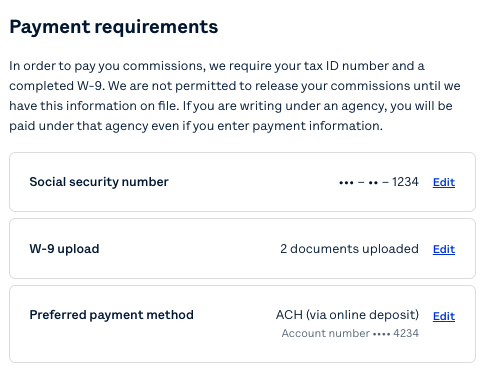 Payment requirements
In order to pay you commissions, we require your tax ID number and a
completed W-9. We are not permitted to release your commissions until we
have this information on file. If you are writing under an agency, you will be
paid under that agency even if you enter payment information.
Social security number ••• – •• – 1234 Edit
W-9 upload 2 documents uploaded Edit
Preferred payment method ACH (via online deposit) Edit
Account number •••• 4234